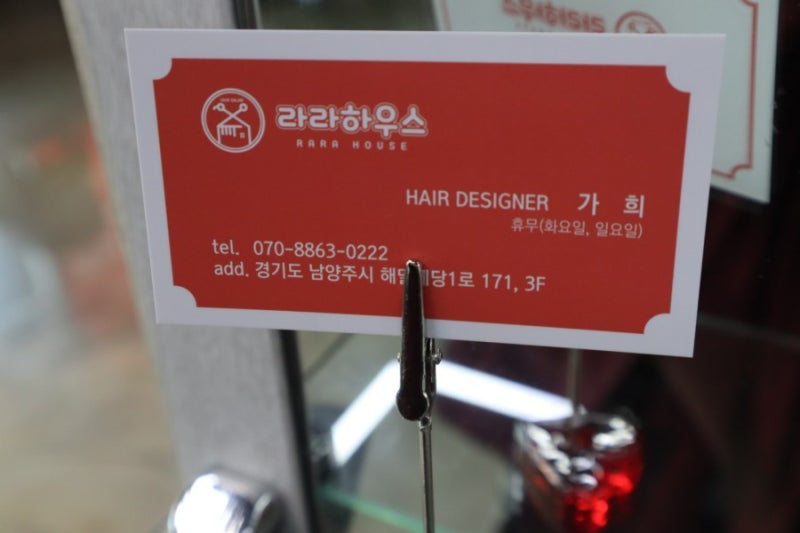 라라하우스
RARA HOUSE
HAIR DESIGNER 가 희
휴무(화요일, 일요일)
tel. 070-8863-0222
add. 경기도 남양주시 171, 3F